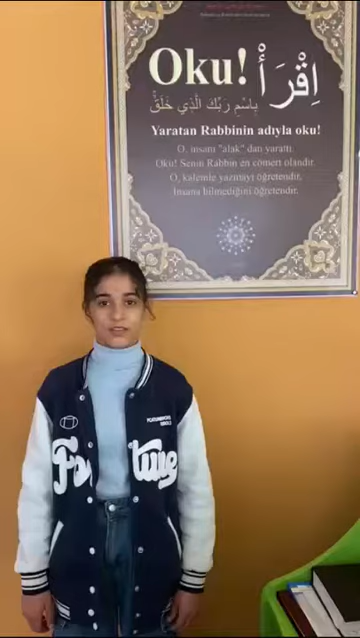 Oku! اِقْرَأْ
بِاسْمِ رَبِّكَ الَّذِي خَلَقَ
Yaratan Rabbinin adıyla oku!
O, insanı "alak" dan yarattı.
Oku! Senin Rabbin en cömert olandır.
O, kalemle yazmayı öğretendir,
İnsana bilmediğini öğretendir.
Fortune